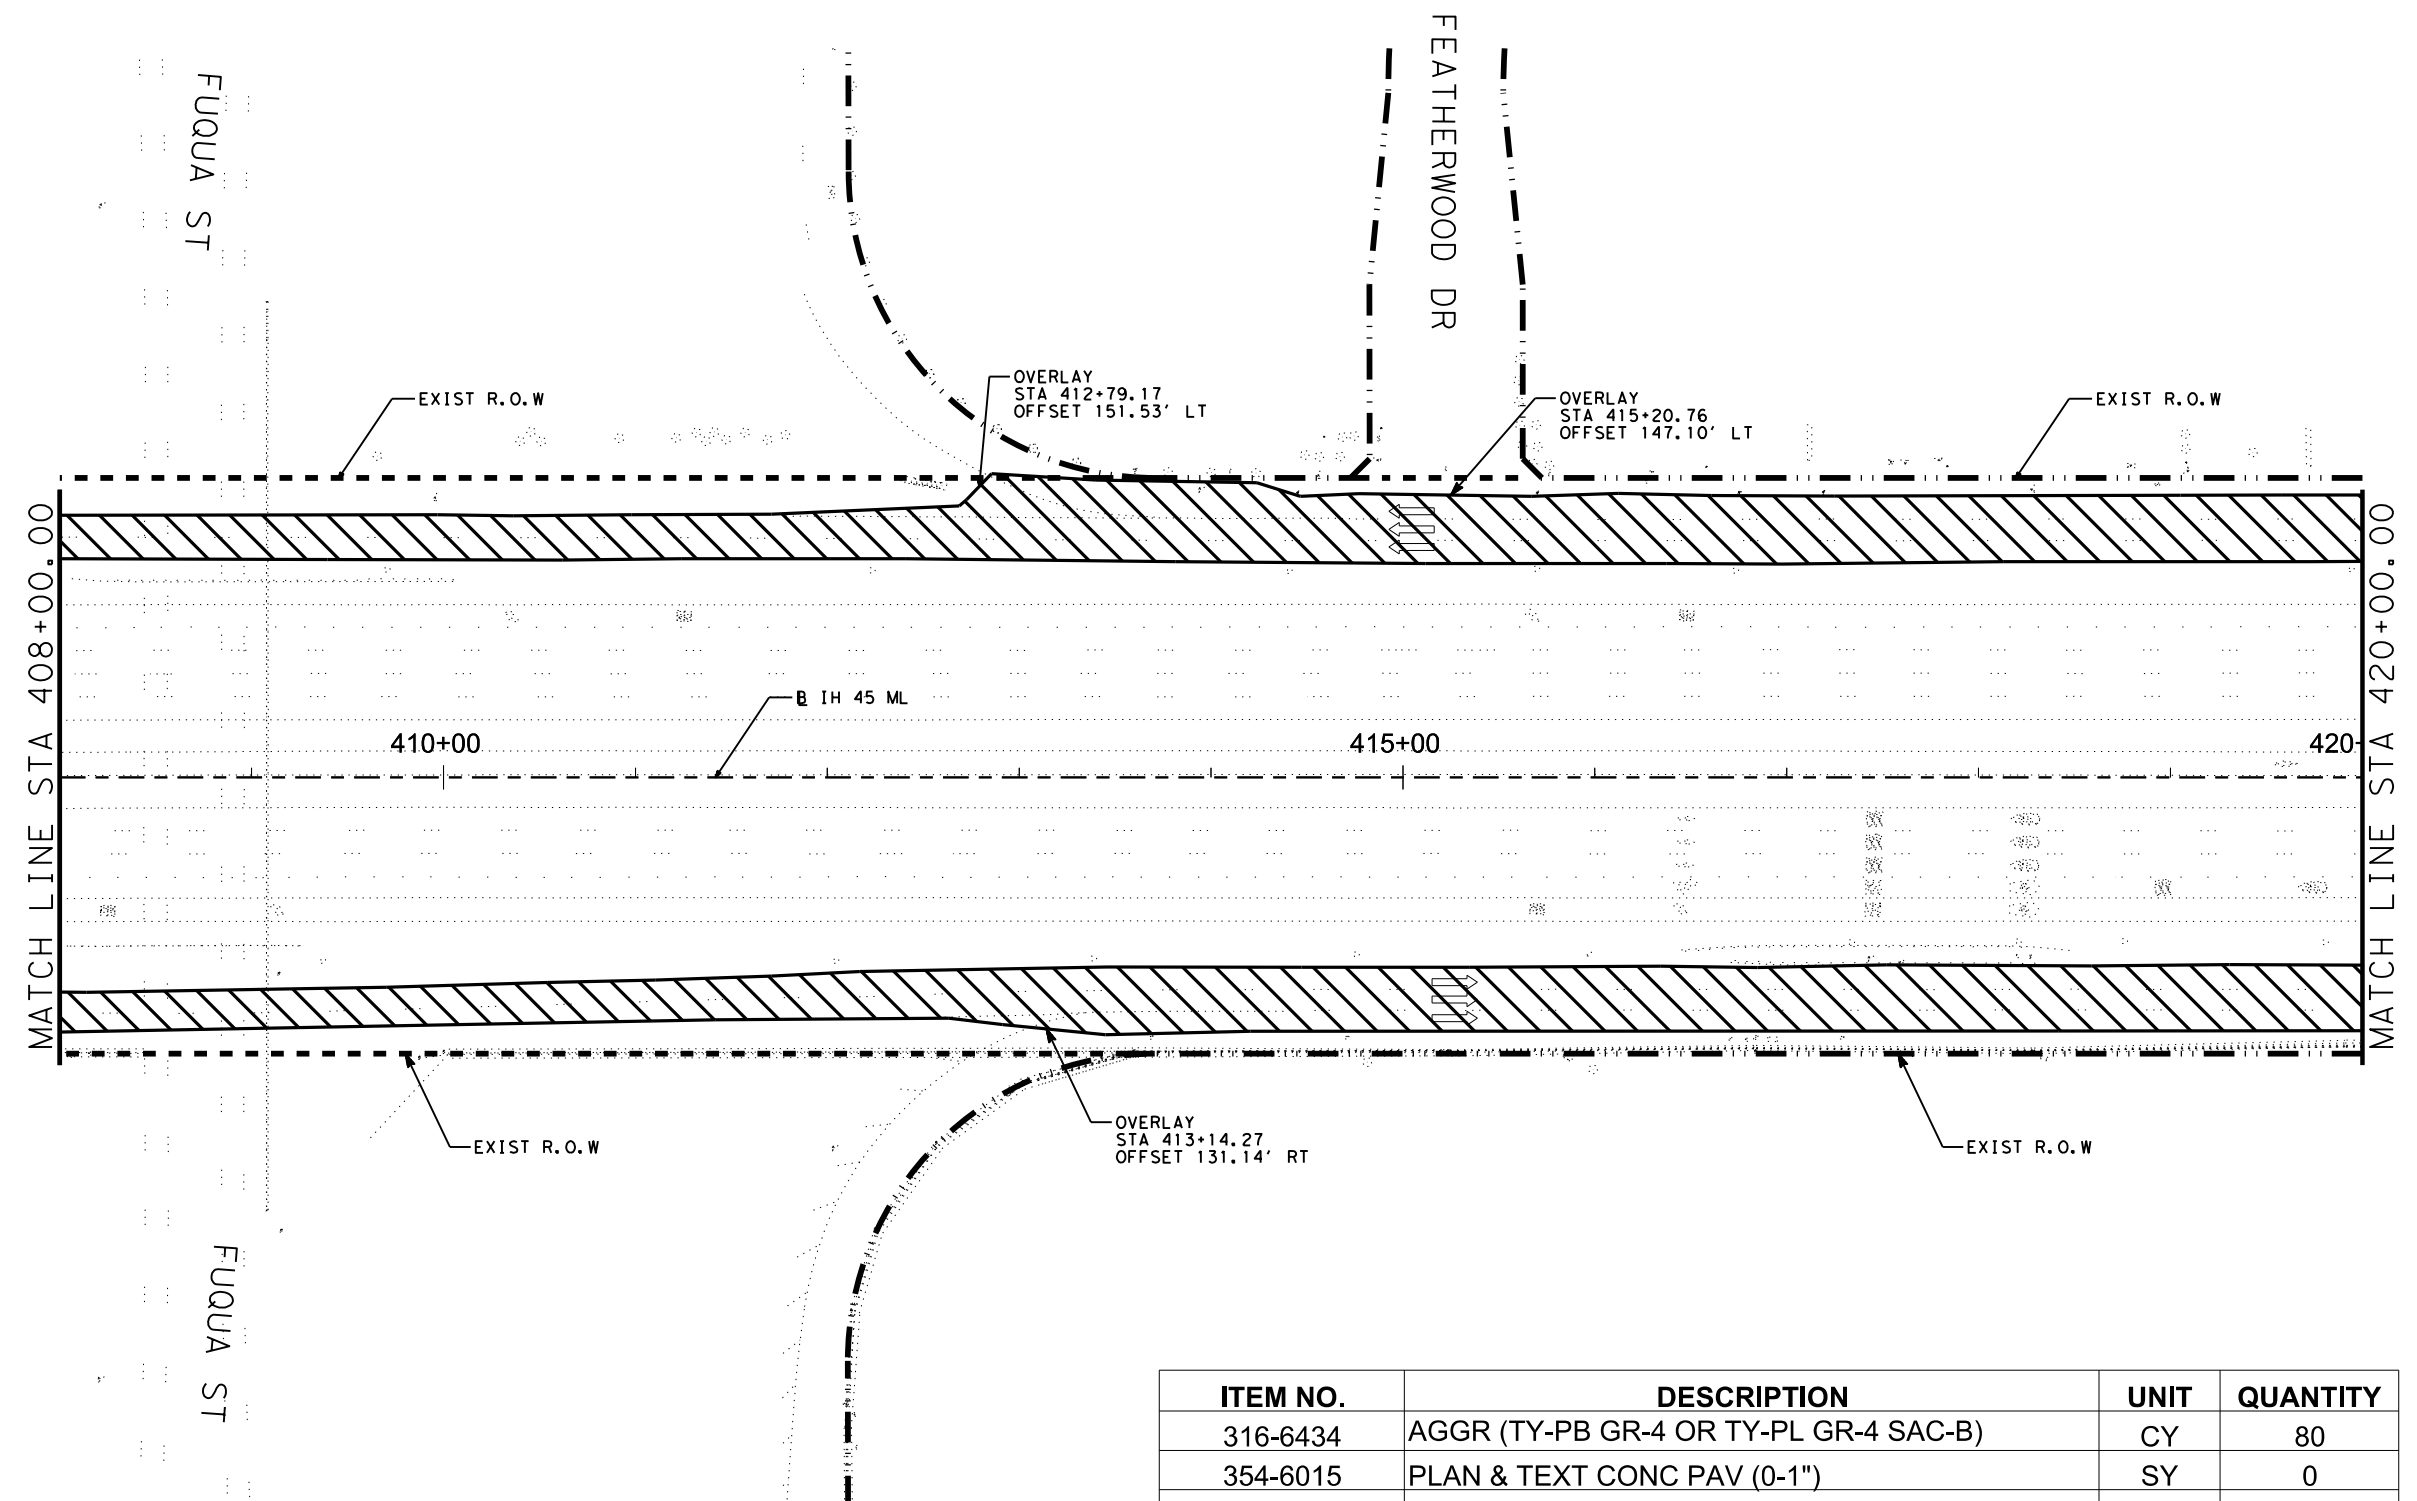 FUQUA ST
FEATHERWOOD DR
OVERLAY
STA 412+79.17
OFFSET 151.53' LT
EXIST R.O.W
OVERLAY
STA 415+20.76
OFFSET 147.10' LT
EXIST R.O.W
MATCH LINE STA 408+00.00
MATCH LINE STA 420+00.00
B IH 45 ML
410+00
415+00
420+
OVERLAY
STA 413+14.27
OFFSET 131.14' RT
EXIST R.O.W
EXIST R.O.W
FUQUA ST
ITEM NO. DESCRIPTION UNIT QUANTITY
316-6434 AGGR (TY-PB GR-4 OR TY-PL GR-4 SAC-B) CY 80
354-6015 PLAN & TEXT CONC PAV (0-1") SY 0